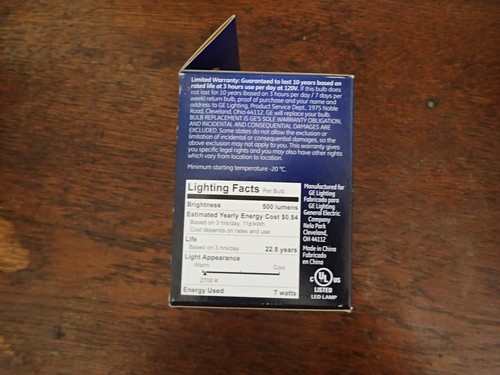 Limited Warranty: Guaranteed to last 10 years based on
rated life at 3 hours use per day at 120V. If this bulb does
not last for 10 years (based on 3 hours per day / 7 days per
week) return bulb, proof of purchase and your name and
address to GE Lighting, Product Service Dept., 1975 Noble
Road, Cleveland, Ohio 44112. GE will replace your bulb.
BULB REPLACEMENT IS GE'S SOLE WARRANTY OBLIGATION,
AND INCIDENTAL AND CONSEQUENTIAL DAMAGES ARE
EXCLUDED. Some states do not allow the exclusion or
limitation of incidental or consequential damages, so the
above exclusion may not apply to you. This warranty gives
you specific legal rights and you may also have other rights
which vary from location to location.
Minimum starting temperature -20 °C.
Lighting Facts Per Bulb
Brightness 500 lumens
Estimated Yearly Energy Cost $0.84
Based on 3 hrs/day, 11¢/kWh
Cost depends on rates and use
Life
Based on 3 hrs/day 22.8 years
Light Appearance
Warm Cool
2700 K
Energy Used 7 watts
Manufactured for
GE Lighting
Fabricado para
GE Lighting
General Electric
Company
Nela Park
Cleveland,
OH 44112
Made in China
Fabricado
en China
C UL US
LISTED
LED LAMP